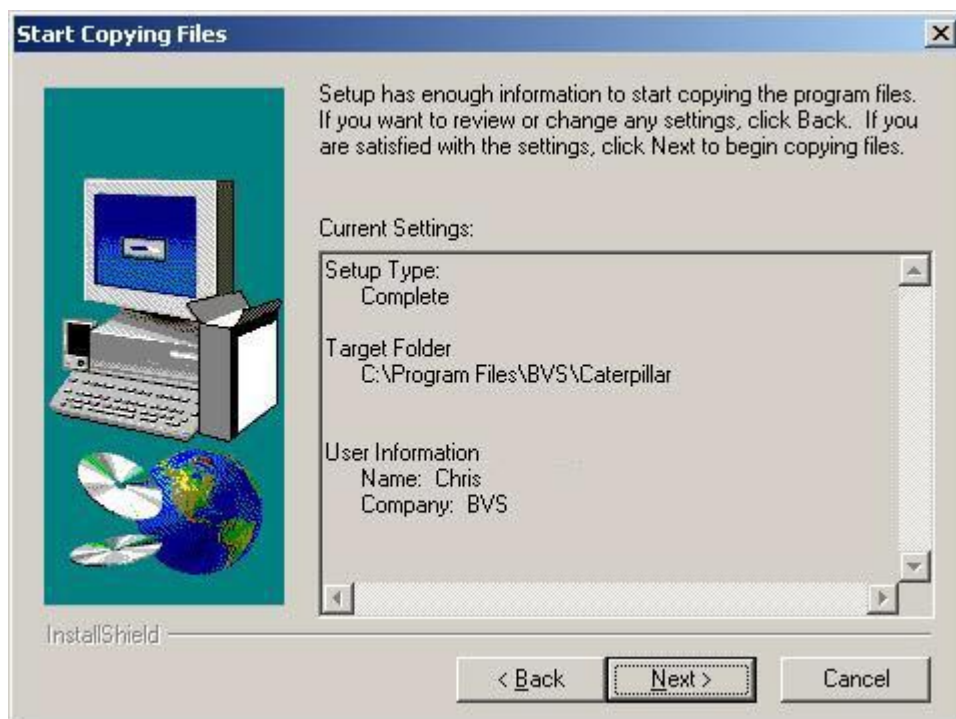 Start Copying Files
Setup has enough information to start copying the program files.
If you want to review or change any settings, click Back. If you
are satisfied with the settings, click Next to begin copying files.
Current Settings:
Setup Type:
Complete
Target Folder
C:\Program Files\BVS\Caterpillar
User Information
Name: Chris
Company: BVS
InstallShield
< Back
Next >
Cancel